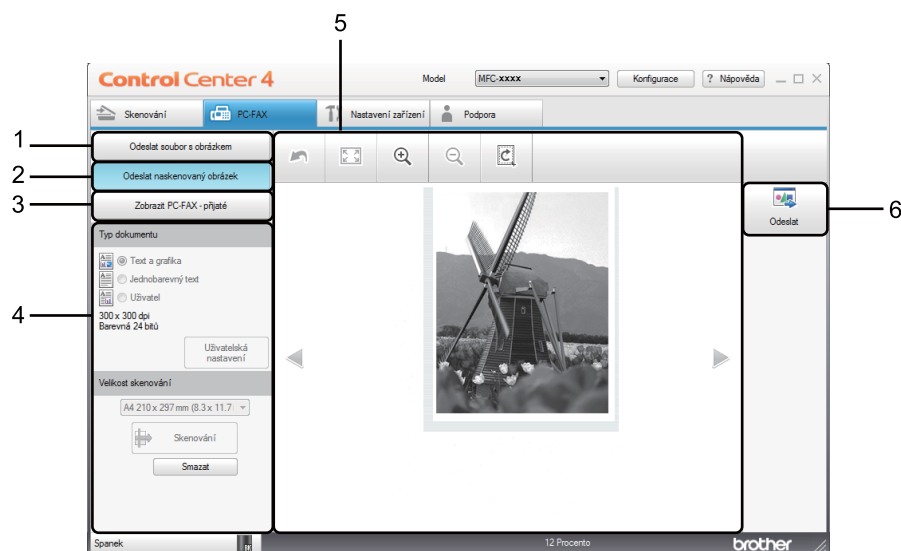 5
Control Center 4
Model
MFC-xxxx
Konfigurace
? Nápověda
Skenování
PC-FAX
Nastavení zařízení
Podpora
1
Odeslat soubor s obrázkem
2
Odeslat naskenovaný obrázek
3
Zobrazit PC-FAX - přijaté
6
Odeslat
4
Typ dokumentu
Text a grafika
Jednobarevný text
Uživatel
300 x 300 dpi
Barevná 24 bitů
Uživatelská
nastavení
Velikost skenování
A4 210 x 297 mm (8.3 x 11.7
Skenování
Smazat
Spanek
BK
12 Procento
brother